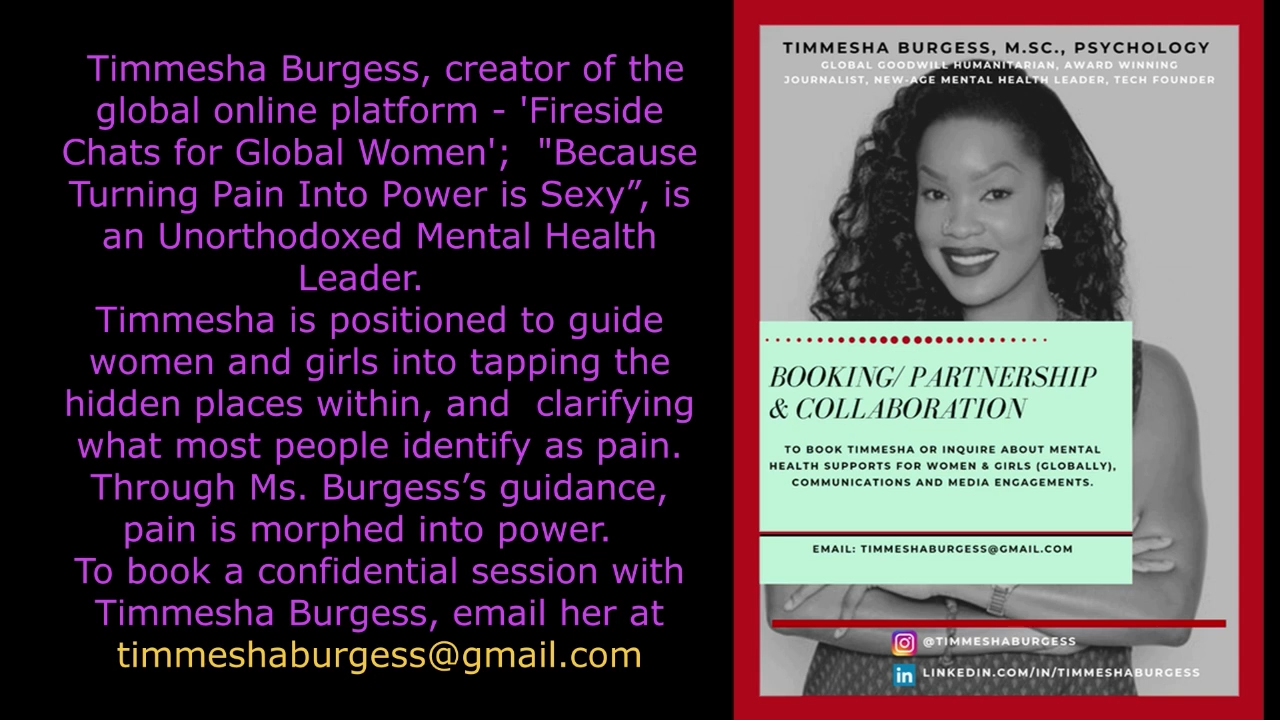 Timmesha Burgess, creator of the
global online platform - 'Fireside
Chats for Global Women';  "Because
Turning Pain Into Power is Sexy”, is
an Unorthodoxed Mental Health
Leader.
Timmesha is positioned to guide
women and girls into tapping the
hidden places within, and  clarifying
what most people identify as pain.
Through Ms. Burgess’s guidance,
pain is morphed into power.
To book a confidential session with
Timmesha Burgess, email her at
timmeshaburgess@gmail.com
TIMMESHA BURGESS, M.SC., PSYCHOLOGY
GLOBAL GOODWILL HUMANITARIAN, AWARD WINNING
JOURNALIST, NEW-AGE MENTAL HEALTH LEADER, TECH FOUNDER
BOOKING/ PARTNERSHIP
& COLLABORATION
TO BOOK TIMMESHA OR INQUIRE ABOUT MENTAL
HEALTH SUPPORTS FOR WOMEN & GIRLS (GLOBALLY),
COMMUNICATIONS AND MEDIA ENGAGEMENTS.
EMAIL: TIMMESHABURGESS@GMAIL.COM
@TIMMESHABURGESS
in LINKEDIN.COM/IN/TIMMESHABURGESS